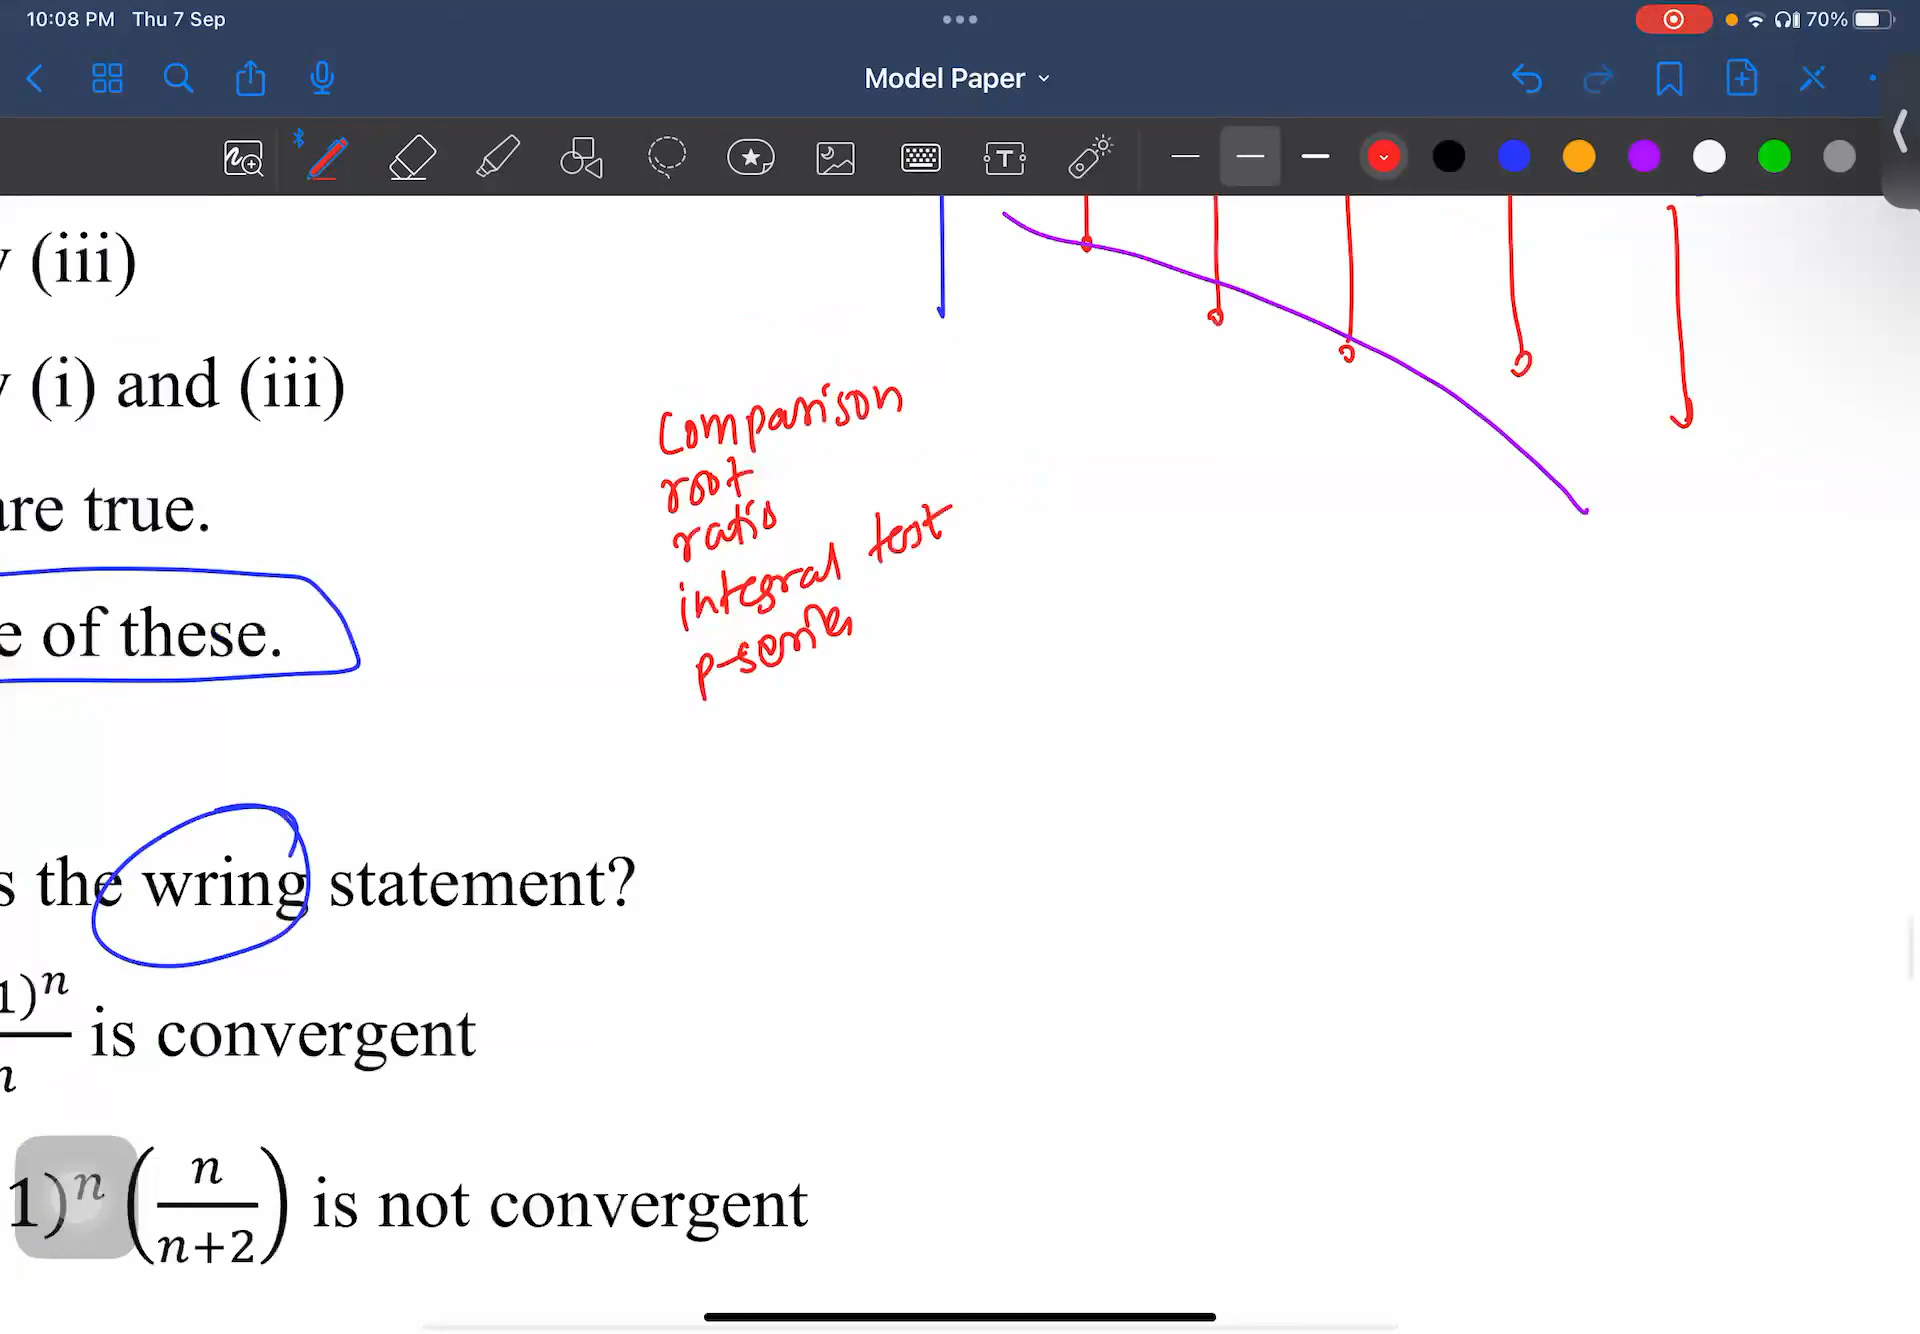 10:08 PM Thu 7 Sep
70%
Model Paper
T
(iii)
(i) and (iii)
are true.
e of these.
Comparison
root
ratio
integral test
p-series
s the wring statement?
1)ⁿ
n
is convergent
1)ⁿ (n/n+2) is not convergent